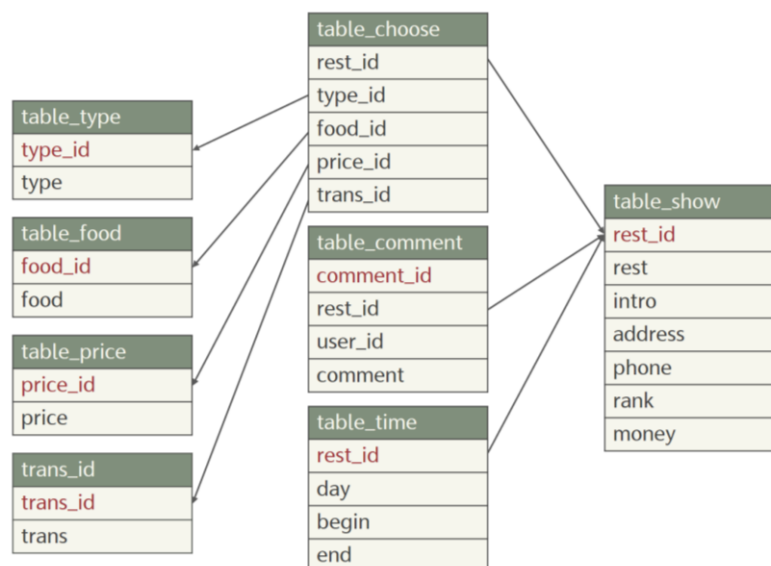 table_choose
rest_id
type_id
food_id
price_id
trans_id
table_type
type_id
type
table_food
food_id
food
table_price
price_id
price
trans_id
trans_id
trans
table_comment
comment_id
rest_id
user_id
comment
table_time
rest_id
day
begin
end
table_show
rest_id
rest
intro
address
phone
rank
money